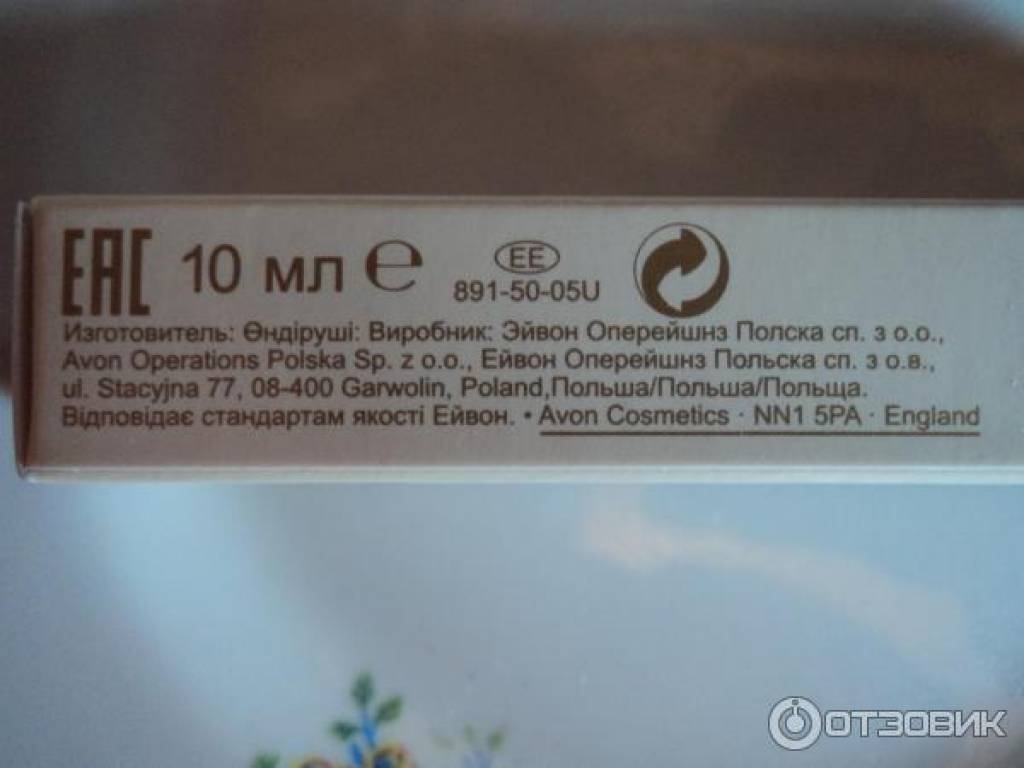 EAC 10 мл ℮ EE
891-50-05U
Изготовитель: Өндіруші: Виробник: Эйвон Оперейшнз Полска сп. з о.о.,
Avon Operations Polska Sp. z o.o., Ейвон Оперейшнз Польска сп. з о.в.,
ul. Stacyjna 77, 08-400 Garwolin, Poland,Польша/Польша/Польща.
Відповідає стандартам якості Ейвон. • Avon Cosmetics · NN1 5PA · England
ОТЗОВИК